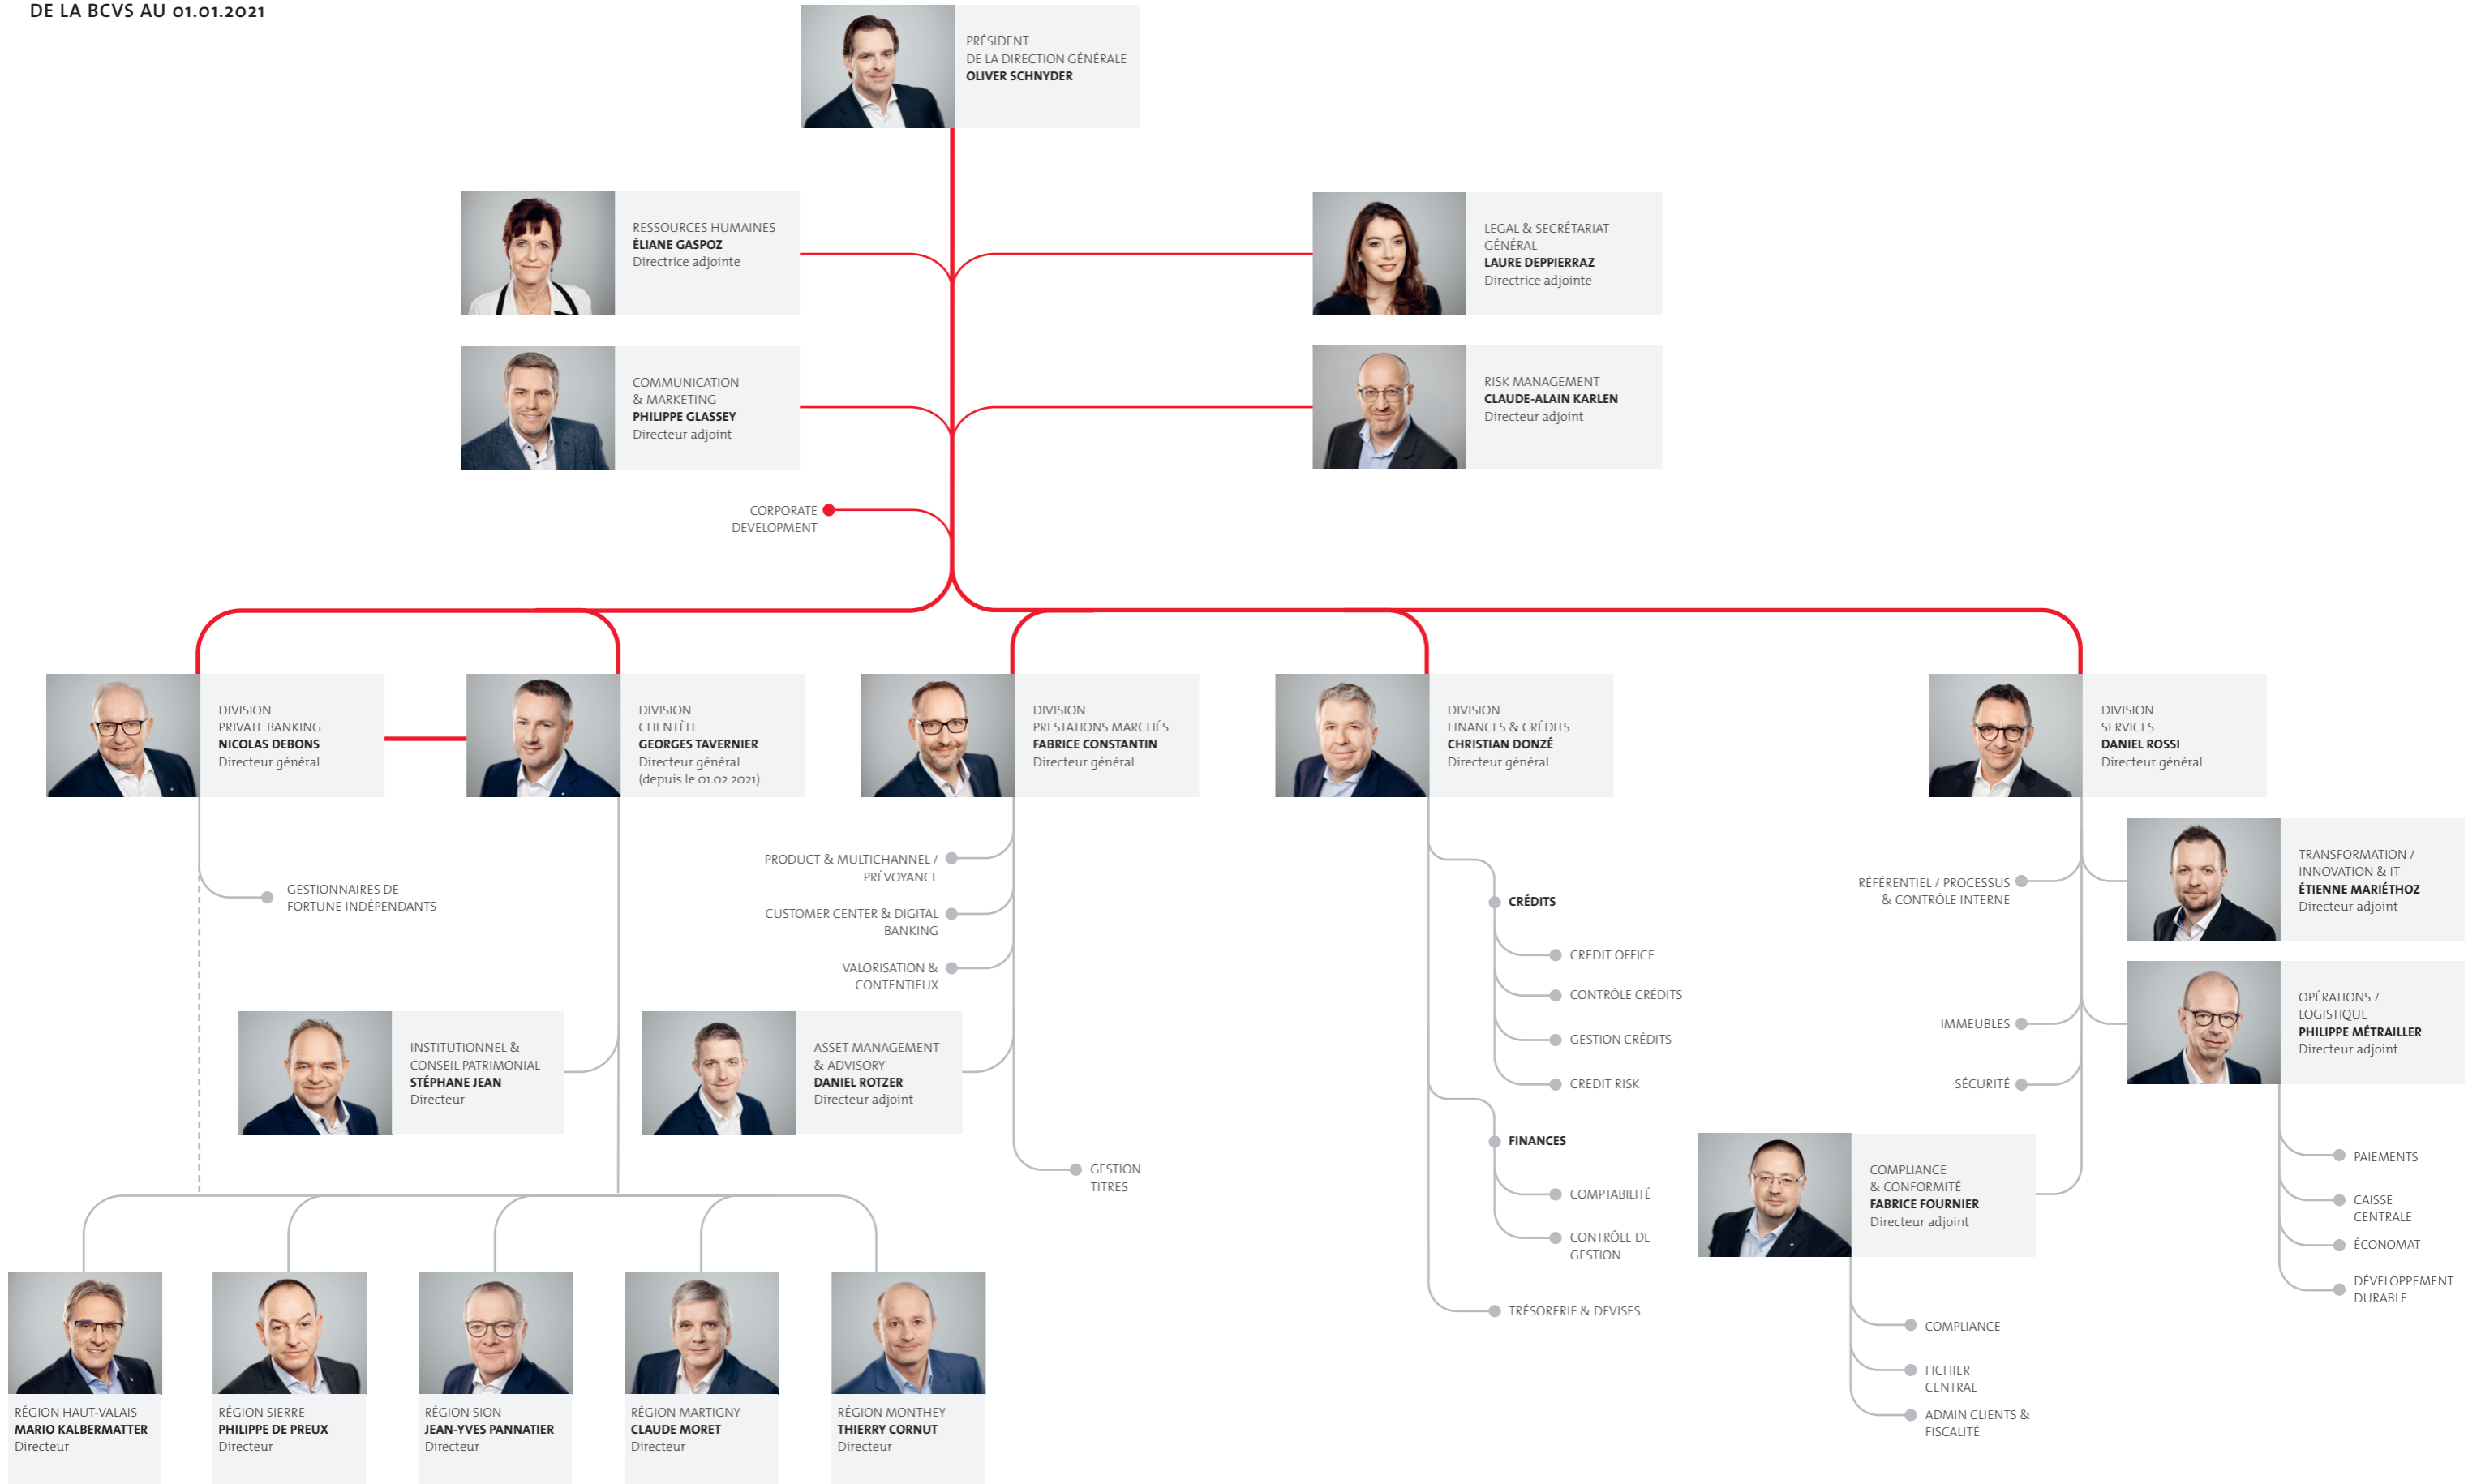 DE LA BCVS AU 01.01.2021
PRÉSIDENT
DE LA DIRECTION GÉNÉRALE
OLIVER SCHNYDER
RESSOURCES HUMAINES
ÉLIANE GASPOZ
Directrice adjointe
LEGAL & SECRÉTARIAT
GÉNÉRAL
LAURE DEPPIERRAZ
Directrice adjointe
COMMUNICATION
& MARKETING
PHILIPPE GLASSEY
Directeur adjoint
RISK MANAGEMENT
CLAUDE-ALAIN KARLEN
Directeur adjoint
CORPORATE
DEVELOPMENT
DIVISION
PRIVATE BANKING
NICOLAS DEBONS
Directeur général
DIVISION
CLIENTÈLE
GEORGES TAVERNIER
Directeur général
(depuis le 01.02.2021)
DIVISION
PRESTATIONS MARCHÉS
FABRICE CONSTANTIN
Directeur général
DIVISION
FINANCES & CRÉDITS
CHRISTIAN DONZÉ
Directeur général
DIVISION
SERVICES
DANIEL ROSSI
Directeur général
GESTIONNAIRES DE
FORTUNE INDÉPENDANTS
INSTITUTIONNEL &
CONSEIL PATRIMONIAL
STÉPHANE JEAN
Directeur
PRODUCT & MULTICHANNEL /
PRÉVOYANCE
CUSTOMER CENTER & DIGITAL
BANKING
VALORISATION &
CONTENTIEUX
ASSET MANAGEMENT
& ADVISORY
DANIEL ROTZER
Directeur adjoint
GESTION
TITRES
CRÉDITS
CREDIT OFFICE
CONTRÔLE CRÉDITS
GESTION CRÉDITS
CREDIT RISK
FINANCES
COMPTABILITÉ
CONTRÔLE DE
GESTION
TRÉSORERIE & DEVISES
RÉFÉRENTIEL / PROCESSUS
& CONTRÔLE INTERNE
TRANSFORMATION /
INNOVATION & IT
ÉTIENNE MARIÉTHOZ
Directeur adjoint
IMMEUBLES
OPÉRATIONS /
LOGISTIQUE
PHILIPPE MÉTRAILLER
Directeur adjoint
SÉCURITÉ
COMPLIANCE
& CONFORMITÉ
FABRICE FOURNIER
Directeur adjoint
PAIEMENTS
CAISSE
CENTRALE
ÉCONOMAT
DÉVELOPPEMENT
DURABLE
COMPLIANCE
FICHIER
CENTRAL
ADMIN CLIENTS &
FISCALITÉ
RÉGION HAUT-VALAIS
MARIO KALBERMATTER
Directeur
RÉGION SIERRE
PHILIPPE DE PREUX
Directeur
RÉGION SION
JEAN-YVES PANNATIER
Directeur
RÉGION MARTIGNY
CLAUDE MORET
Directeur
RÉGION MONTHEY
THIERRY CORNUT
Directeur